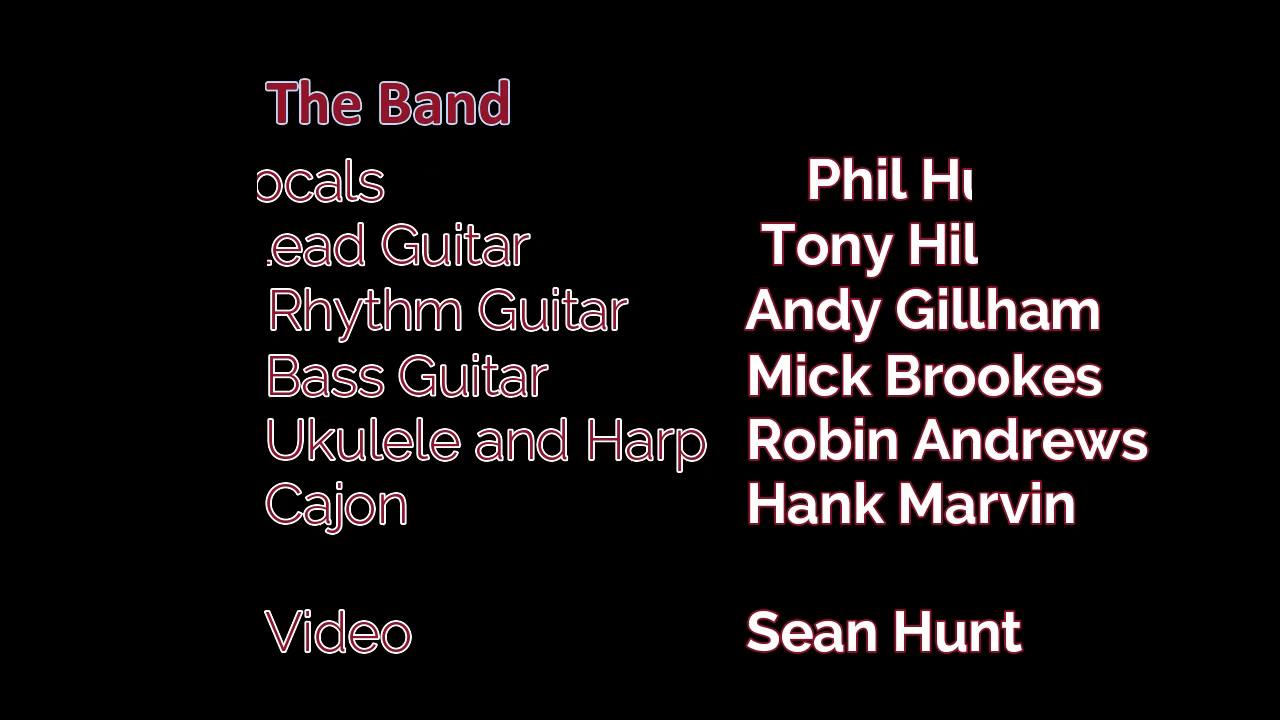 The Band
ocals Phil
ead Guitar Tony Hil
Rhythm Guitar Andy Gillham
Bass Guitar Mick Brookes
Ukulele and Harp Robin Andrews
Cajon Hank Marvin
Video Sean Hunt